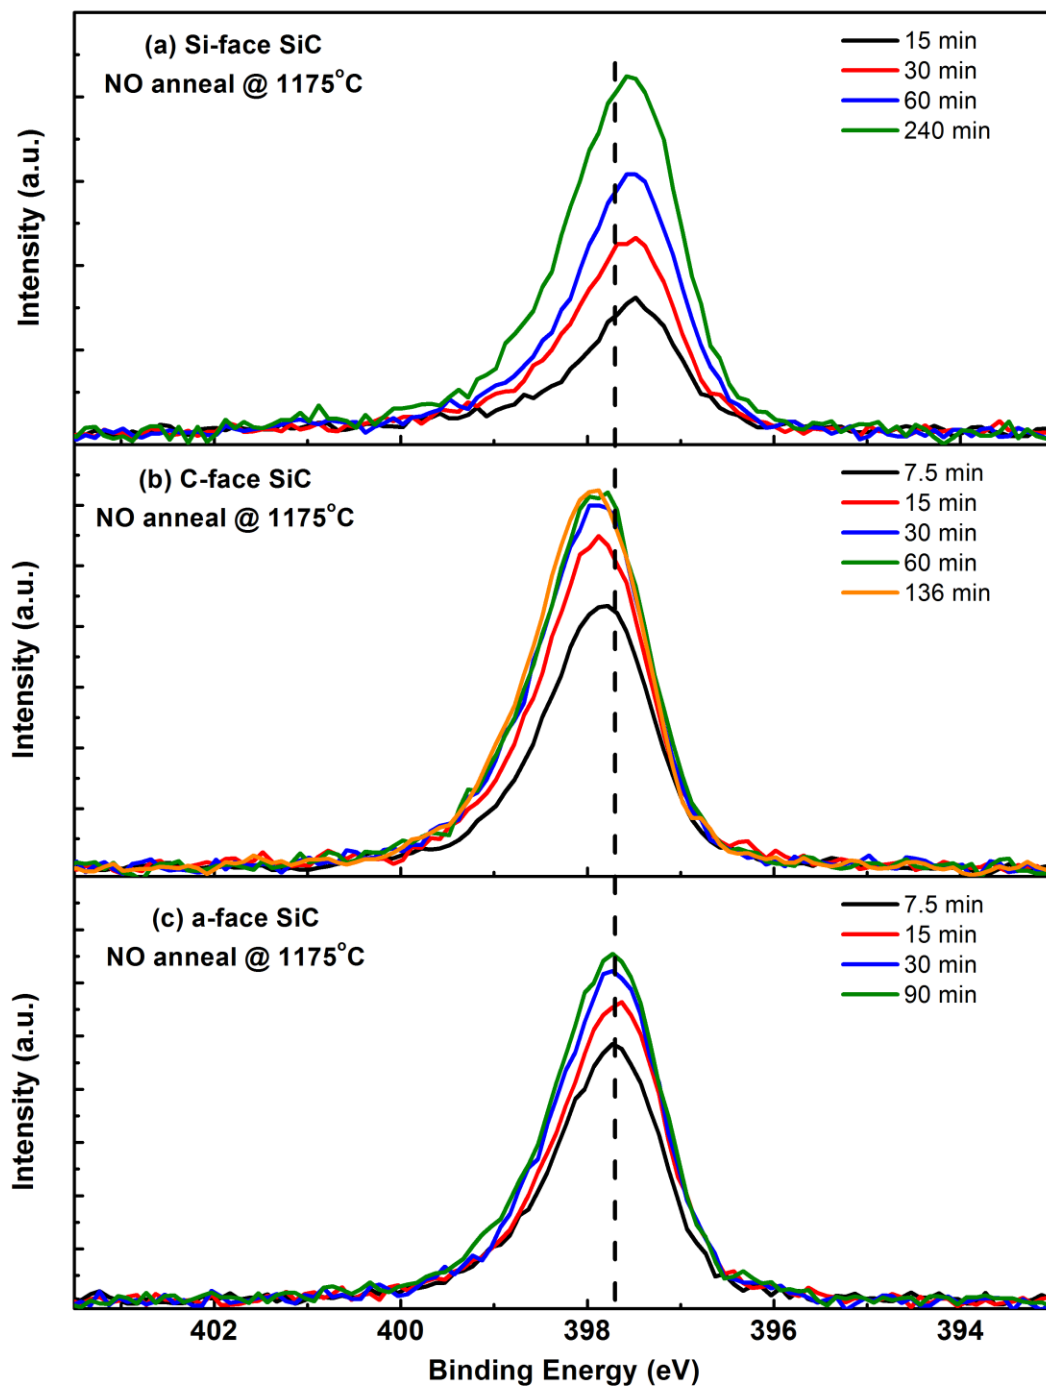 (a) Si-face SiC
NO anneal @ 1175°C
15 min
30 min
60 min
240 min
Intensity (a.u.)
(b) C-face SiC
NO anneal @ 1175°C
7.5 min
15 min
30 min
60 min
136 min
Intensity (a.u.)
(c) a-face SiC
NO anneal @ 1175°C
7.5 min
15 min
30 min
90 min
Intensity (a.u.)
402 400 398 396 394
Binding Energy (eV)